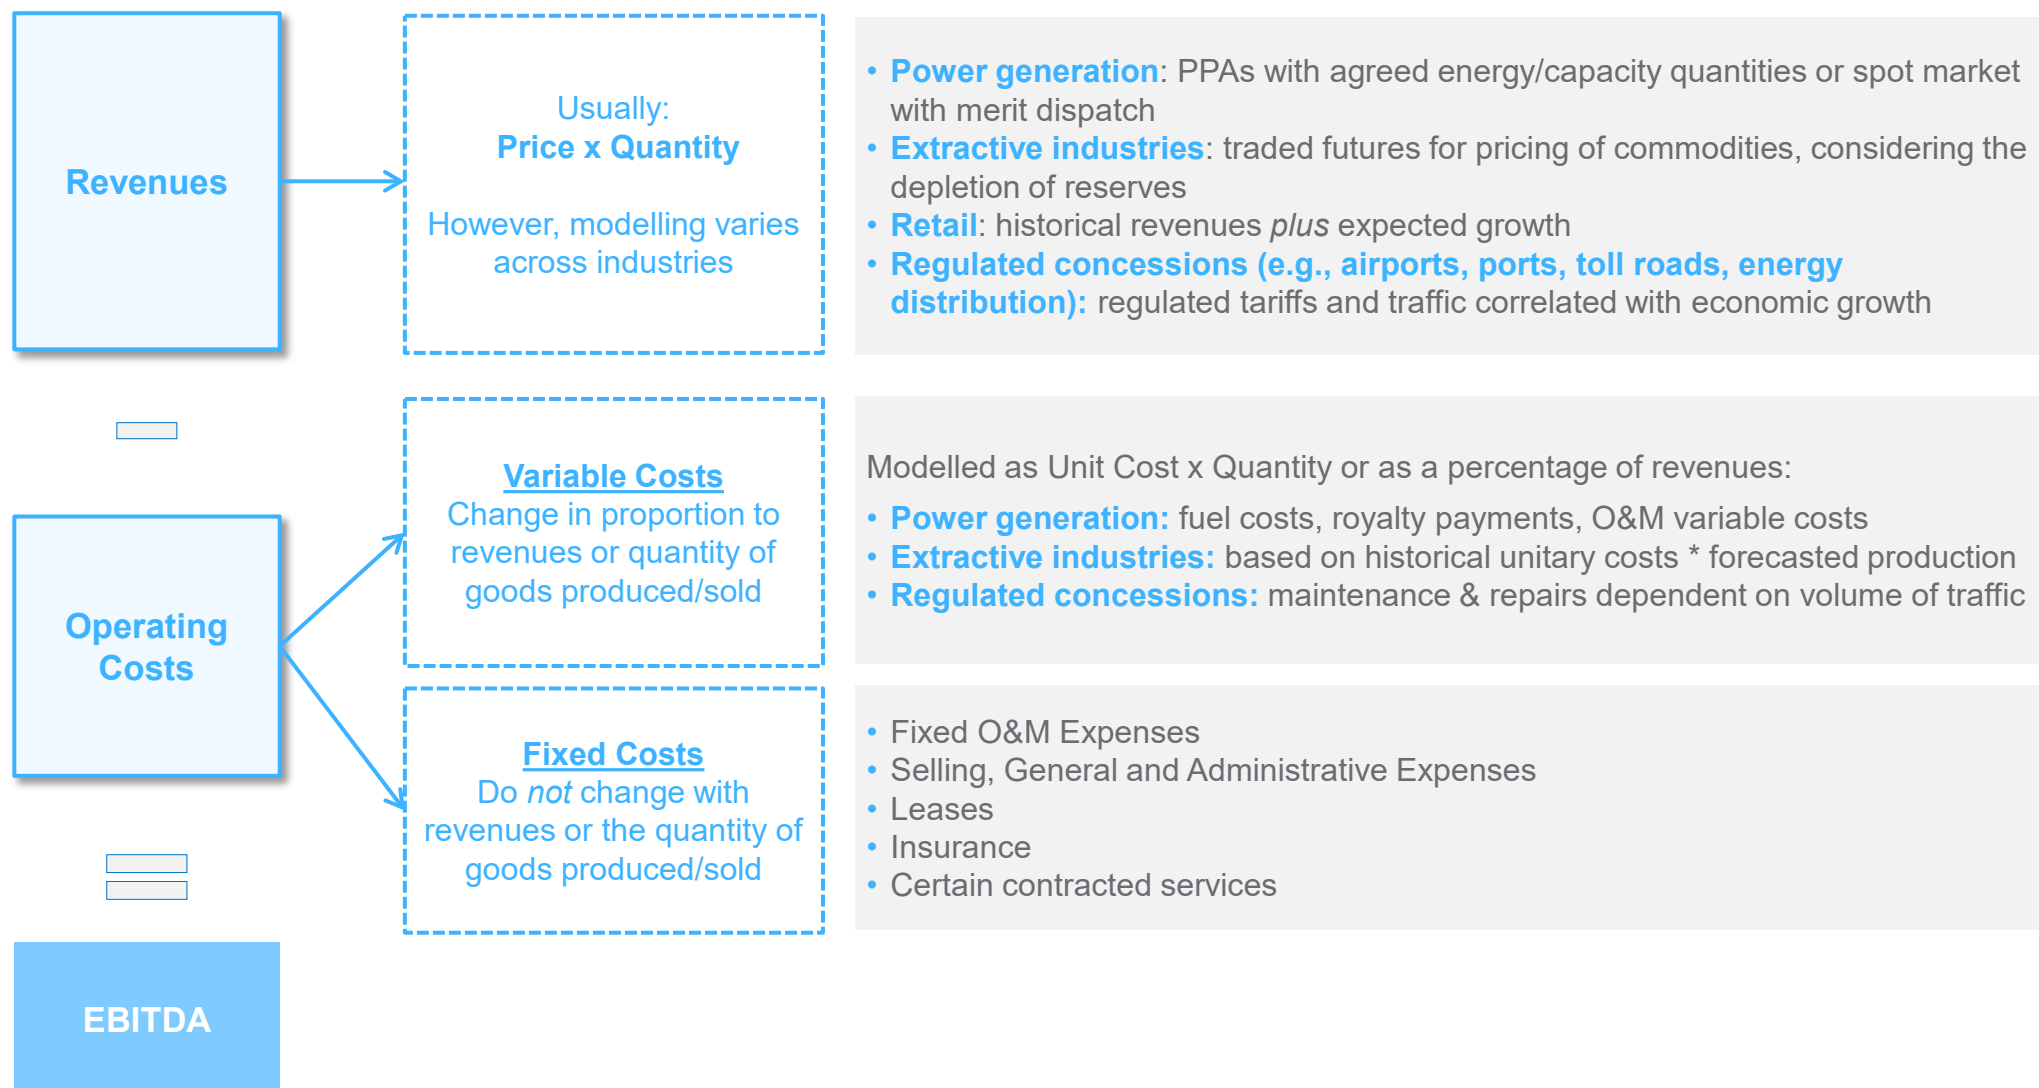 Revenues
Usually:
Price x Quantity
However, modelling varies
across industries
• Power generation: PPAs with agreed energy/capacity quantities or spot market
with merit dispatch
• Extractive industries: traded futures for pricing of commodities, considering the
depletion of reserves
• Retail: historical revenues plus expected growth
• Regulated concessions (e.g., airports, ports, toll roads, energy
distribution): regulated tariffs and traffic correlated with economic growth
Operating
Costs
Variable Costs
Change in proportion to
revenues or quantity of
goods produced/sold
Modelled as Unit Cost x Quantity or as a percentage of revenues:
• Power generation: fuel costs, royalty payments, O&M variable costs
• Extractive industries: based on historical unitary costs * forecasted production
• Regulated concessions: maintenance & repairs dependent on volume of traffic
Fixed Costs
Do not change with
revenues or the quantity of
goods produced/sold
• Fixed O&M Expenses
• Selling, General and Administrative Expenses
• Leases
• Insurance
• Certain contracted services
EBITDA